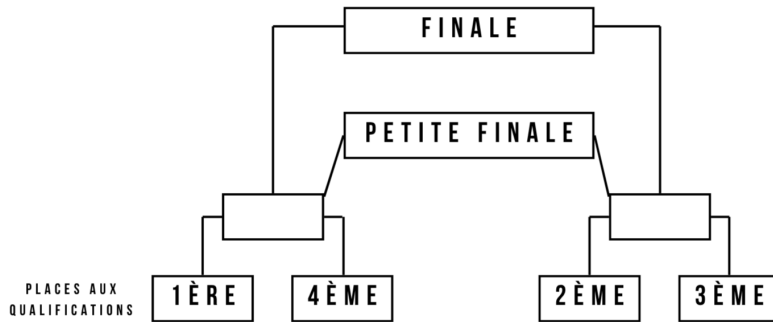 FINALE
PETITE FINALE
PLACES AUX
QUALIFICATIONS
1ÈRE
4ÈME
2ÈME
3ÈME